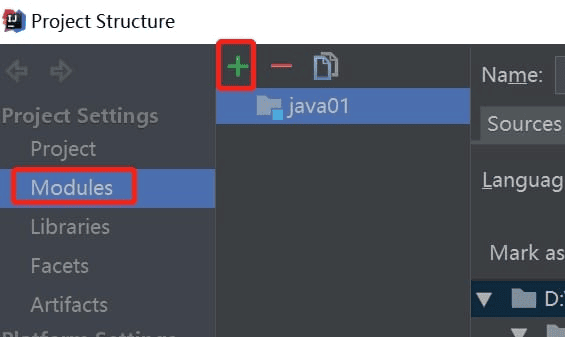 Project Structure
Project Settings
Project
Modules
Libraries
Facets
Artifacts
Platform Settings
java01
Name:
Sources
Languag
Mark as
D: